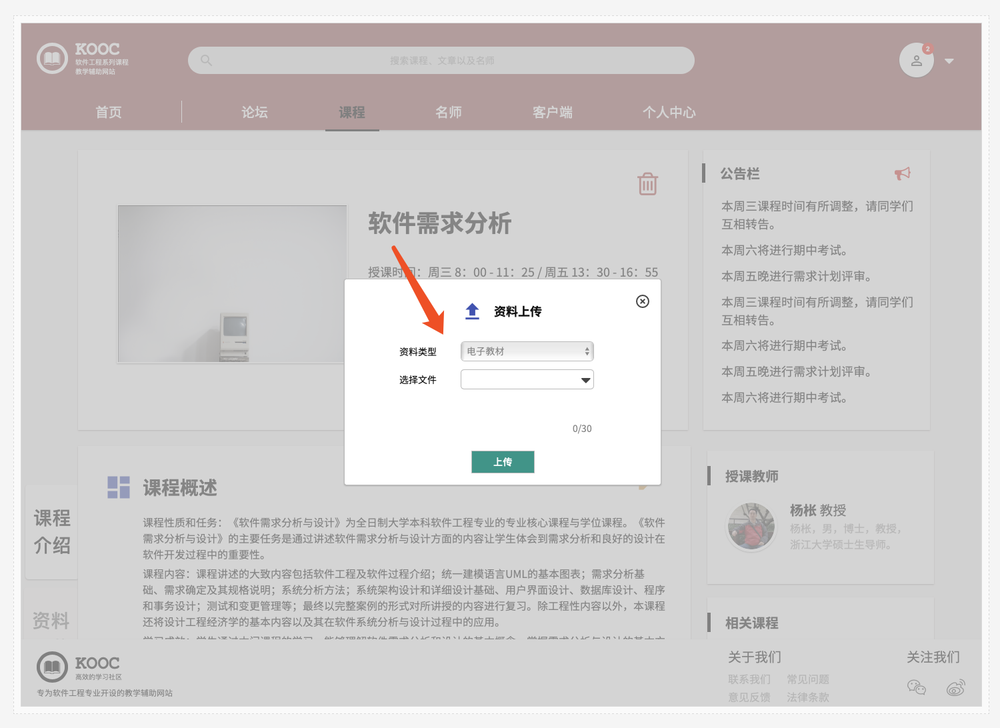 KOOC
软件工程系列课程
教学辅助网站
搜索课程、文章以及名师
2
首页
论坛
课程
名师
客户端
个人中心
软件需求分析
授课时间：周三 8：00 - 11：25 / 周五 13：30 - 16：55
公告栏
本周三课程时间有所调整，请同学们
互相转告。
本周六将进行期中考试。
本周五晚进行需求计划评审。
本周三课程时间有所调整，请同学们
互相转告。
本周六将进行期中考试。
本周五晚进行需求计划评审。
本周六将进行期中考试。
资料上传
资料类型
电子教材
选择文件
0/30
上传
课程
介绍
资料
课程概述
课程性质和任务：《软件需求分析与设计》为全日制大学本科软件工程专业的专业核心课程与学位课程。《软件
需求分析与设计》的主要任务是通过讲述软件需求分析与设计方面的内容让学生体会到需求分析和良好的设计在
软件开发过程中的重要性。
课程内容：课程讲述的大致内容包括软件工程及软件过程介绍；统一建模语言UML的基本图表；需求分析基
础、需求确定及其规格说明；系统分析方法；系统架构设计和详细设计基础、用户界面设计、数据库设计、程序
和事务设计；测试和变更管理等；最终以完整案例的形式对所讲授的内容进行复习。除工程性内容以外，本课程
还将设计工程经济学的基本内容以及其在软件系统分析与设计过程中的应用。
授课教师
杨枨 教授
杨枨，男，博士，教授，
浙江大学硕士生导师。
相关课程
KOOC
高效的学习社区
专为软件工程专业开设的教学辅助网站
关于我们
联系我们
常见问题
意见反馈
法律条款
关注我们